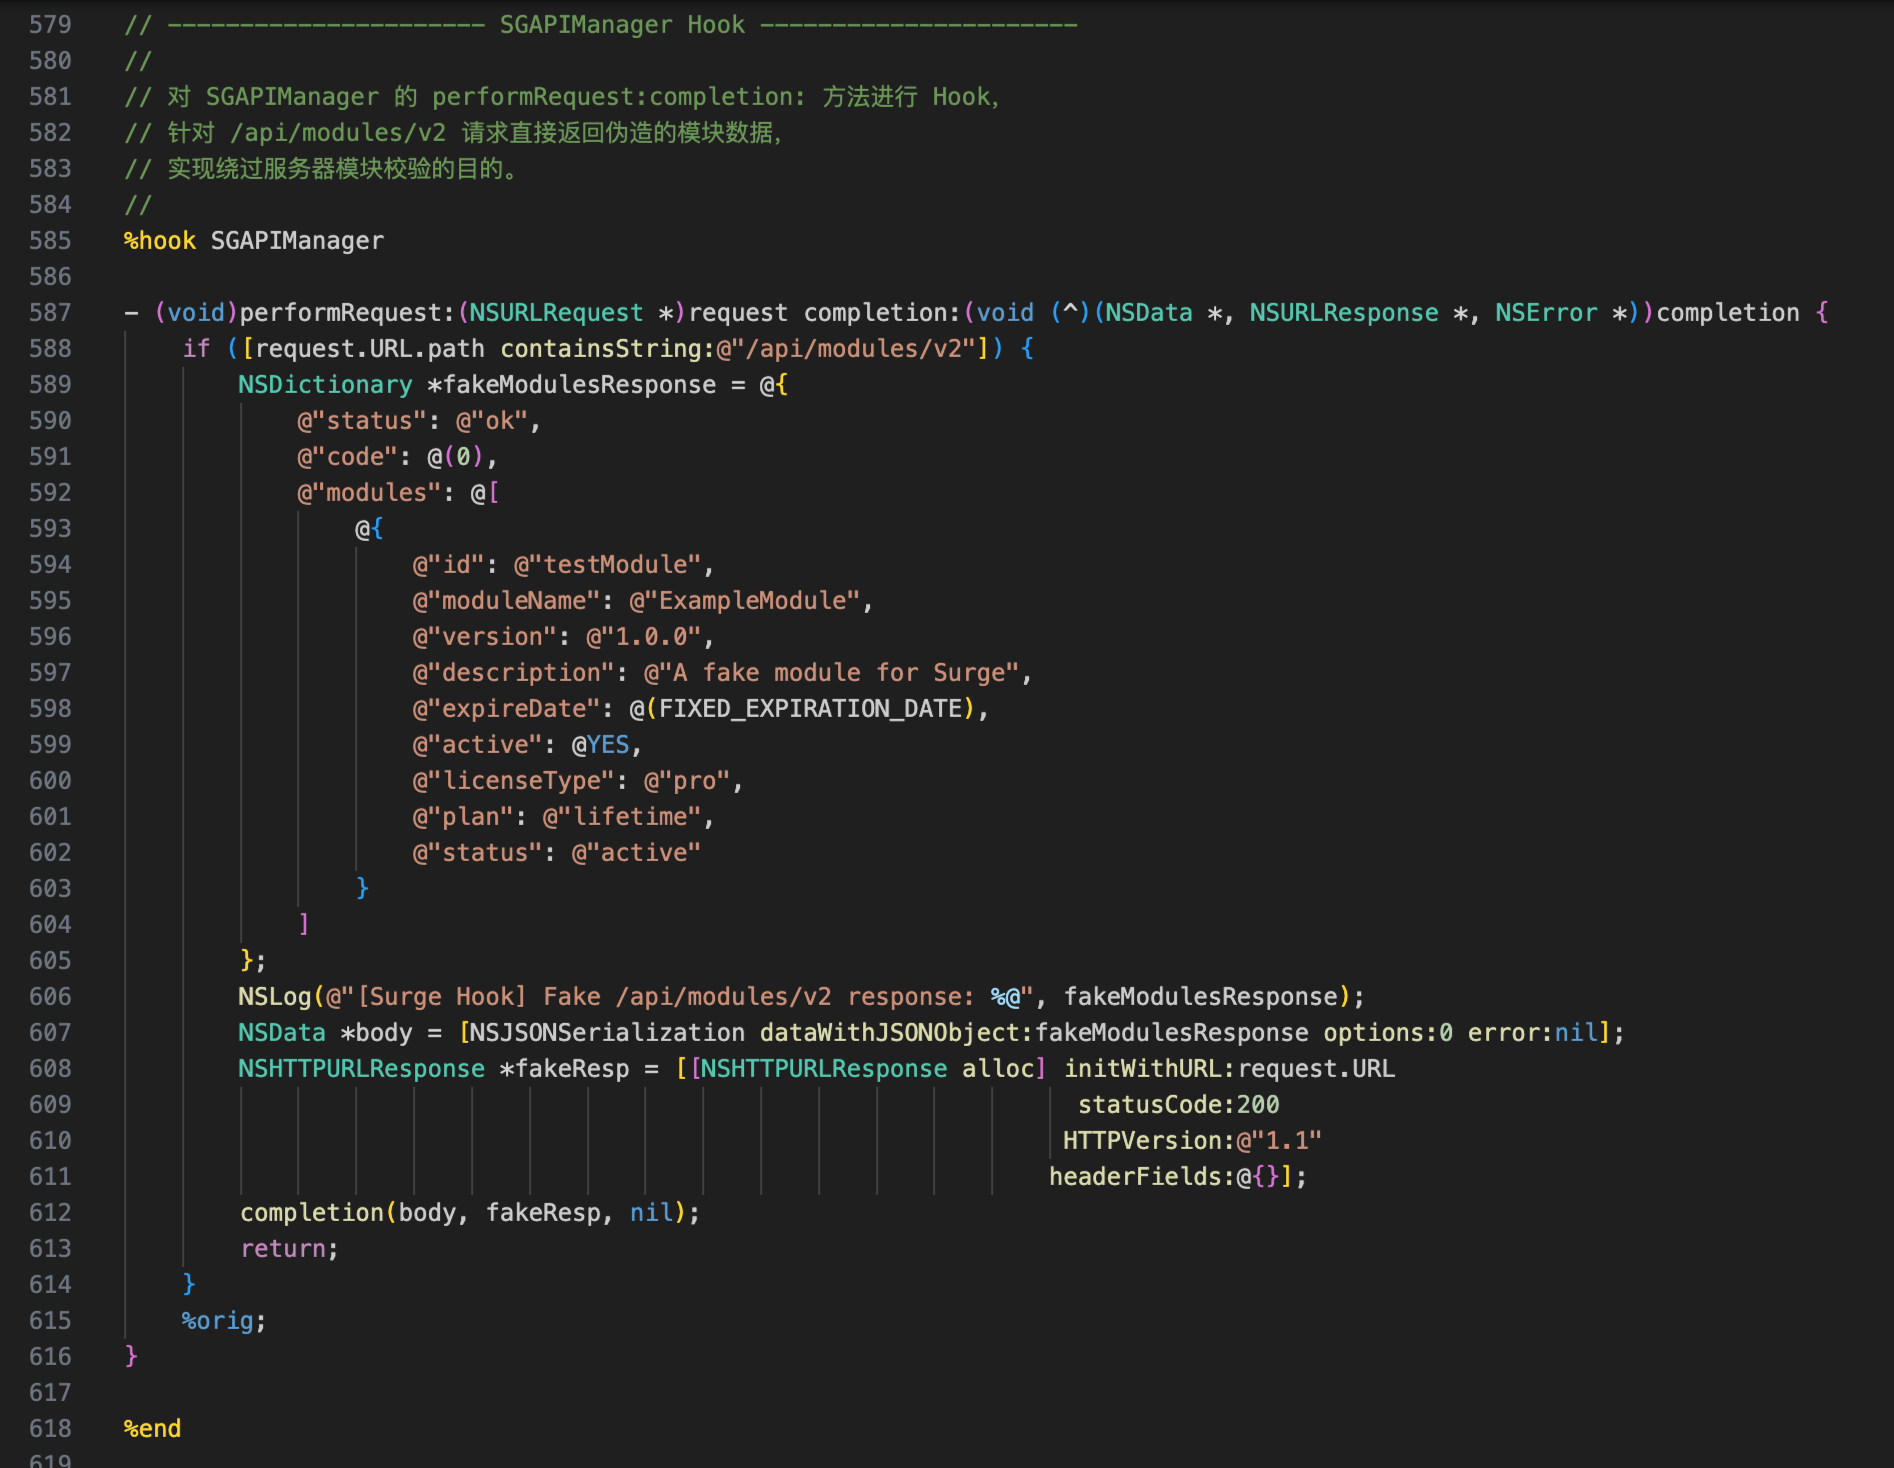 579 // ---------------------- SGAPIManager Hook ----------------------
580 //
581 // 对 SGAPIManager 的 performRequest:completion: 方法进行 Hook，
582 // 针对 /api/modules/v2 请求直接返回伪造的模块数据，
583 // 实现绕过服务器模块校验的目的。
584 //
585 %hook SGAPIManager
586
587 - (void)performRequest:(NSURLRequest *)request completion:(void (^)(NSData *, NSURLResponse *, NSError *))completion {
588     if ([request.URL.path containsString:@"/api/modules/v2"]) {
589         NSDictionary *fakeModulesResponse = @{
590             @"status": @"ok",
591             @"code": @(0),
592             @"modules": @[
593                 @{
594                     @"id": @"testModule",
595                     @"moduleName": @"ExampleModule",
596                     @"version": @"1.0.0",
597                     @"description": @"A fake module for Surge",
598                     @"expireDate": @(FIXED_EXPIRATION_DATE),
599                     @"active": @YES,
600                     @"licenseType": @"pro",
601                     @"plan": @"lifetime",
602                     @"status": @"active"
603                 }
604             ]
605         };
606         NSLog(@"[Surge Hook] Fake /api/modules/v2 response: %@", fakeModulesResponse);
607         NSData *body = [NSJSONSerialization dataWithJSONObject:fakeModulesResponse options:0 error:nil];
608         NSHTTPURLResponse *fakeResp = [[NSHTTPURLResponse alloc] initWithURL:request.URL
609                                                                   statusCode:200
610                                                                  HTTPVersion:@"1.1"
611                                                                 headerFields:@{}];
612         completion(body, fakeResp, nil);
613         return;
614     }
615     %orig;
616 }
617
618 %end
619